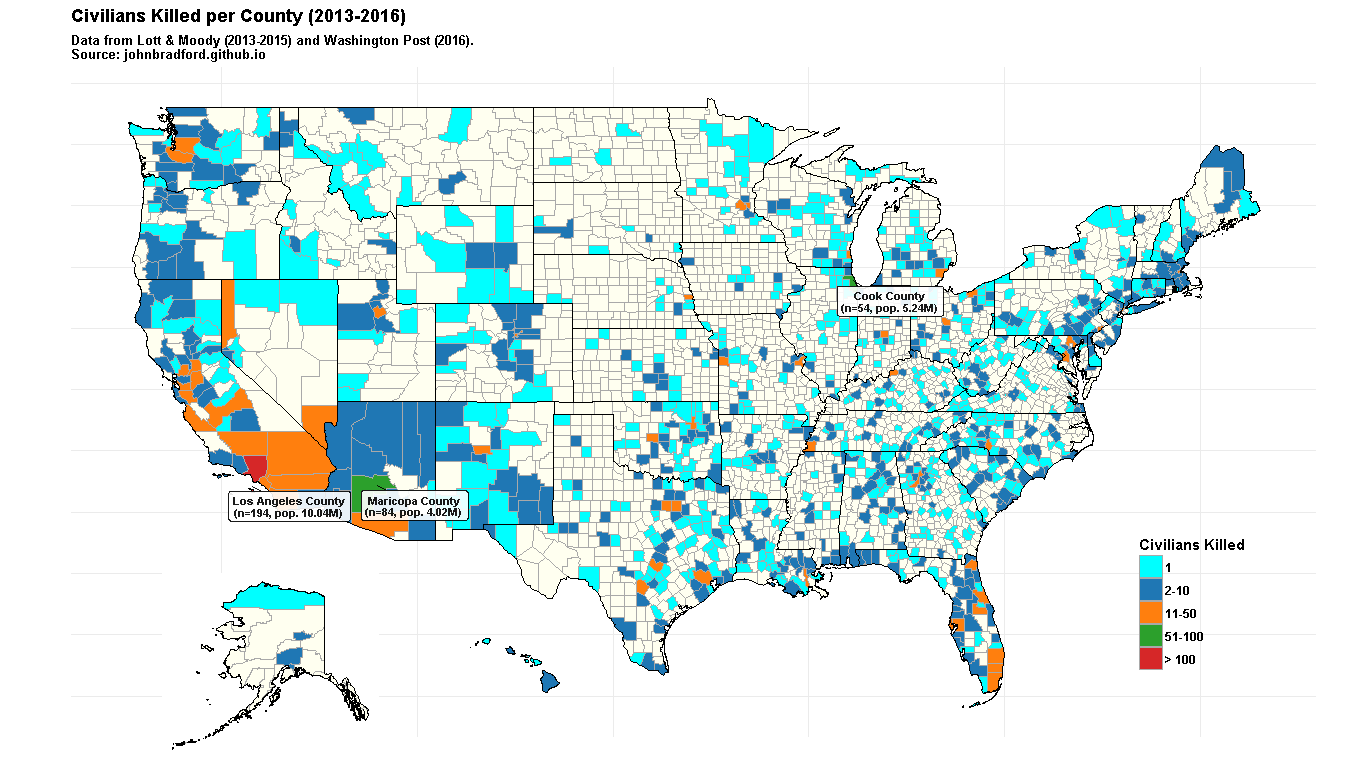 Civilians Killed per County (2013-2016)
Data from Lott & Moody (2013-2015) and Washington Post (2016).
Source: johnbradford.github.io
Cook County
(n=54, pop. 5.24M)
Los Angeles County
(n=194, pop. 10.04M)
Maricopa County
(n=84, pop. 4.02M)
Civilians Killed
1
2-10
11-50
51-100
> 100